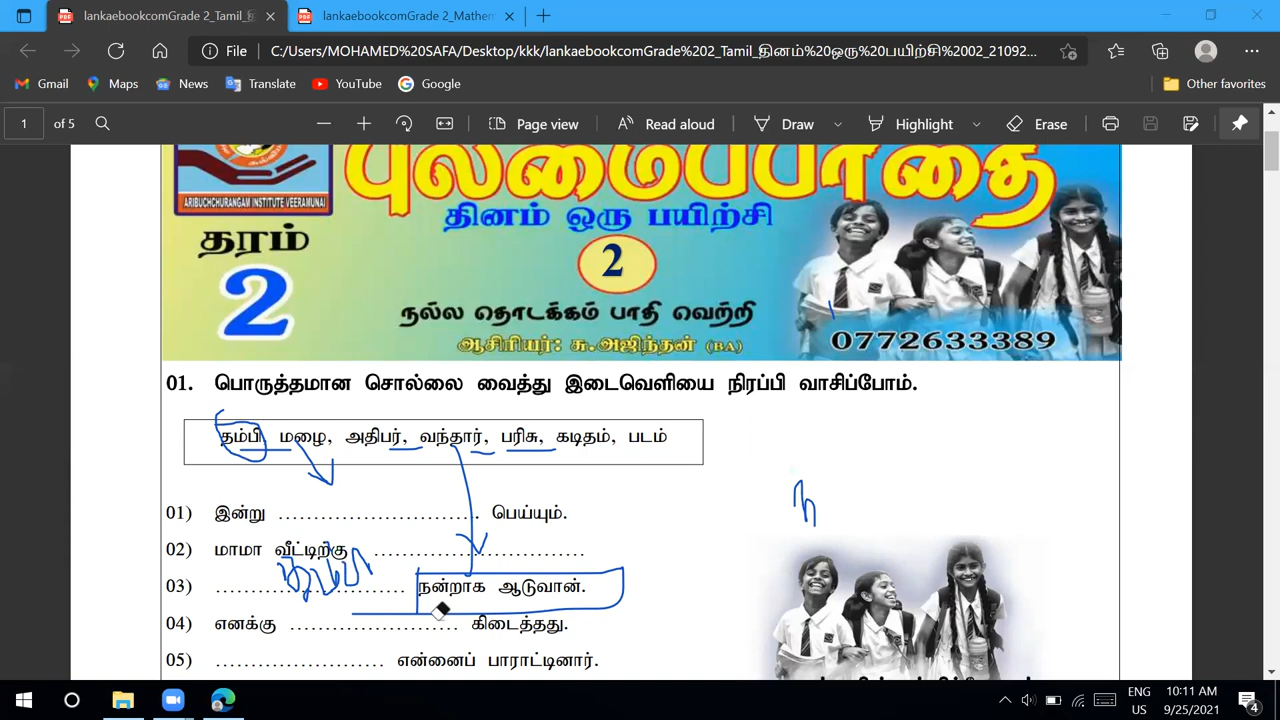 lankaebookcomGrade 2_Tamil_
lankaebookcomGrade 2_Mathem
File
C:/Users/MOHAMED%20SAFA/Desktop/kkk/lankaebookcomGrade%202_Tamil_தினம்%20ஒரு%20பயிற்சி%2002_21092...
Gmail Maps News Translate YouTube Google Other favorites
1 of 5 Page view Read aloud Draw Highlight Erase
ARIBUCHCHURANGAM INSTITUTE VEERAMUNAI
புலமைப்பாதை
தினம் ஒரு பயிற்சி
தரம்
2
2
நல்ல தொடக்கம் பாதி வெற்றி
ஆசிரியர்: சு.அஜிந்தன் (BA)
0772633389
01. பொருத்தமான சொல்லை வைத்து இடைவெளியை நிரப்பி வாசிப்போம்.
தம்பி, மழை, அதிபர், வந்தார், பரிசு, கடிதம், படம்
01) இன்று ............................. பெய்யும்.
02) மாமா வீட்டிற்கு ..............................
03) தம்பி ........................... நன்றாக ஆடுவான்.
04) எனக்கு ........................ கிடைத்தது.
05) ........................ என்னைப் பாராட்டினார்.
ENG
US
10:11 AM
9/25/2021
4